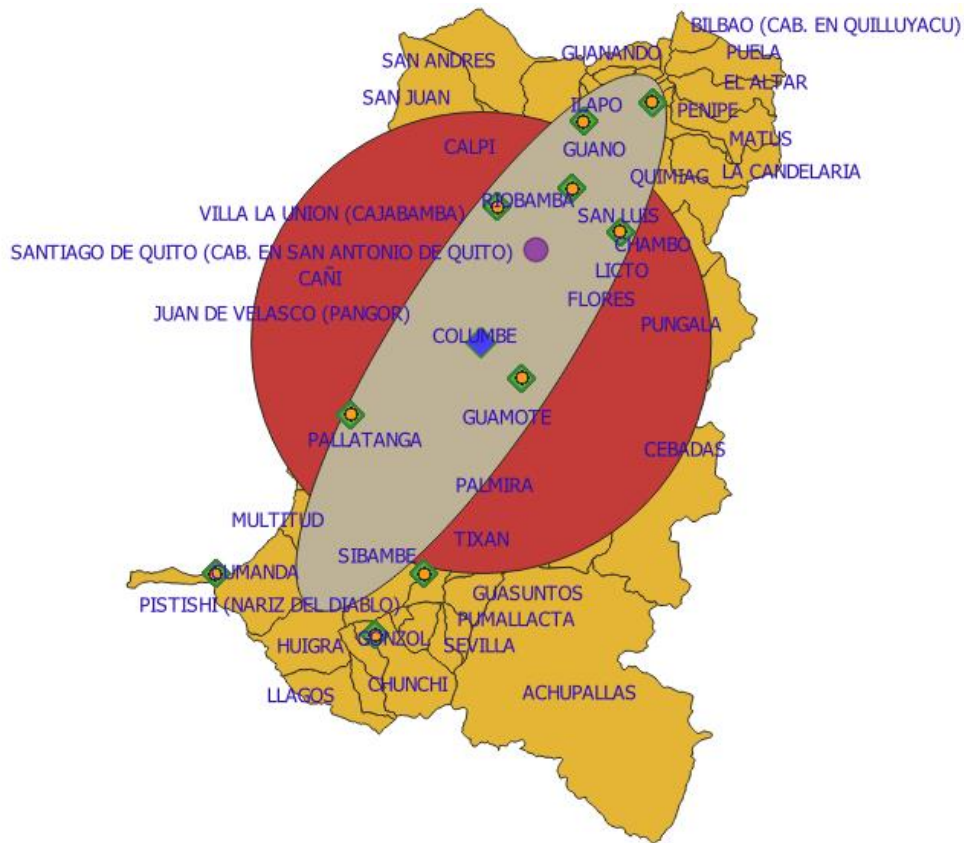 BILBAO (CAB. EN QUILLUYACU)
GUANANDO
PUELA
SAN ANDRES
EL ALTAR
SAN JUAN
ILAPO
PENIPE
MATUS
CALPI
GUANO
LA CANDELARIA
QUIMIAG
RIOBAMBA
VILLA LA UNION (CAJABAMBA)
SAN LUIS
CHAMBO
SANTIAGO DE QUITO (CAB. EN SAN ANTONIO DE QUITO)
LICTO
CAÑI
FLORES
JUAN DE VELASCO (PANGOR)
PUNGALA
COLUMBE
GUAMOTE
PALLATANGA
CEBADAS
PALMIRA
MULTITUD
TIXAN
SIBAMBE
UMANDA
GUASUNTOS
PISTISHI (NARIZ DEL DIABLO)
PUMALLACTA
HUIGRA
GONZOL
SEVILLA
CHUNCHI
LLAGOS
ACHUPALLAS